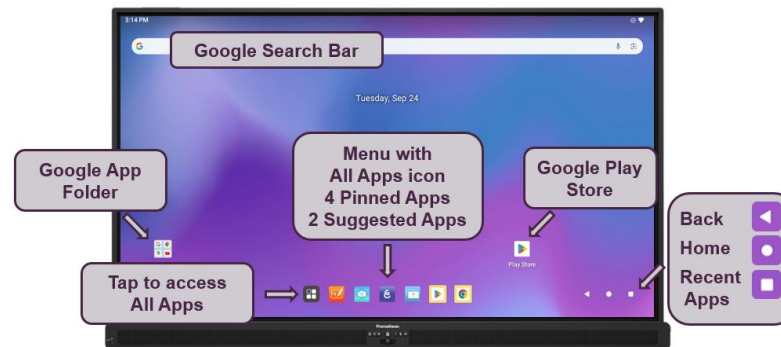 3:14 PM
Google Search Bar
Tuesday, Sep 24
Menu with
All Apps icon
4 Pinned Apps
2 Suggested Apps
Google App
Folder
Google Play
Store
Play Store
Tap to access
All Apps
Back
Home
Recent
Apps
Promethean